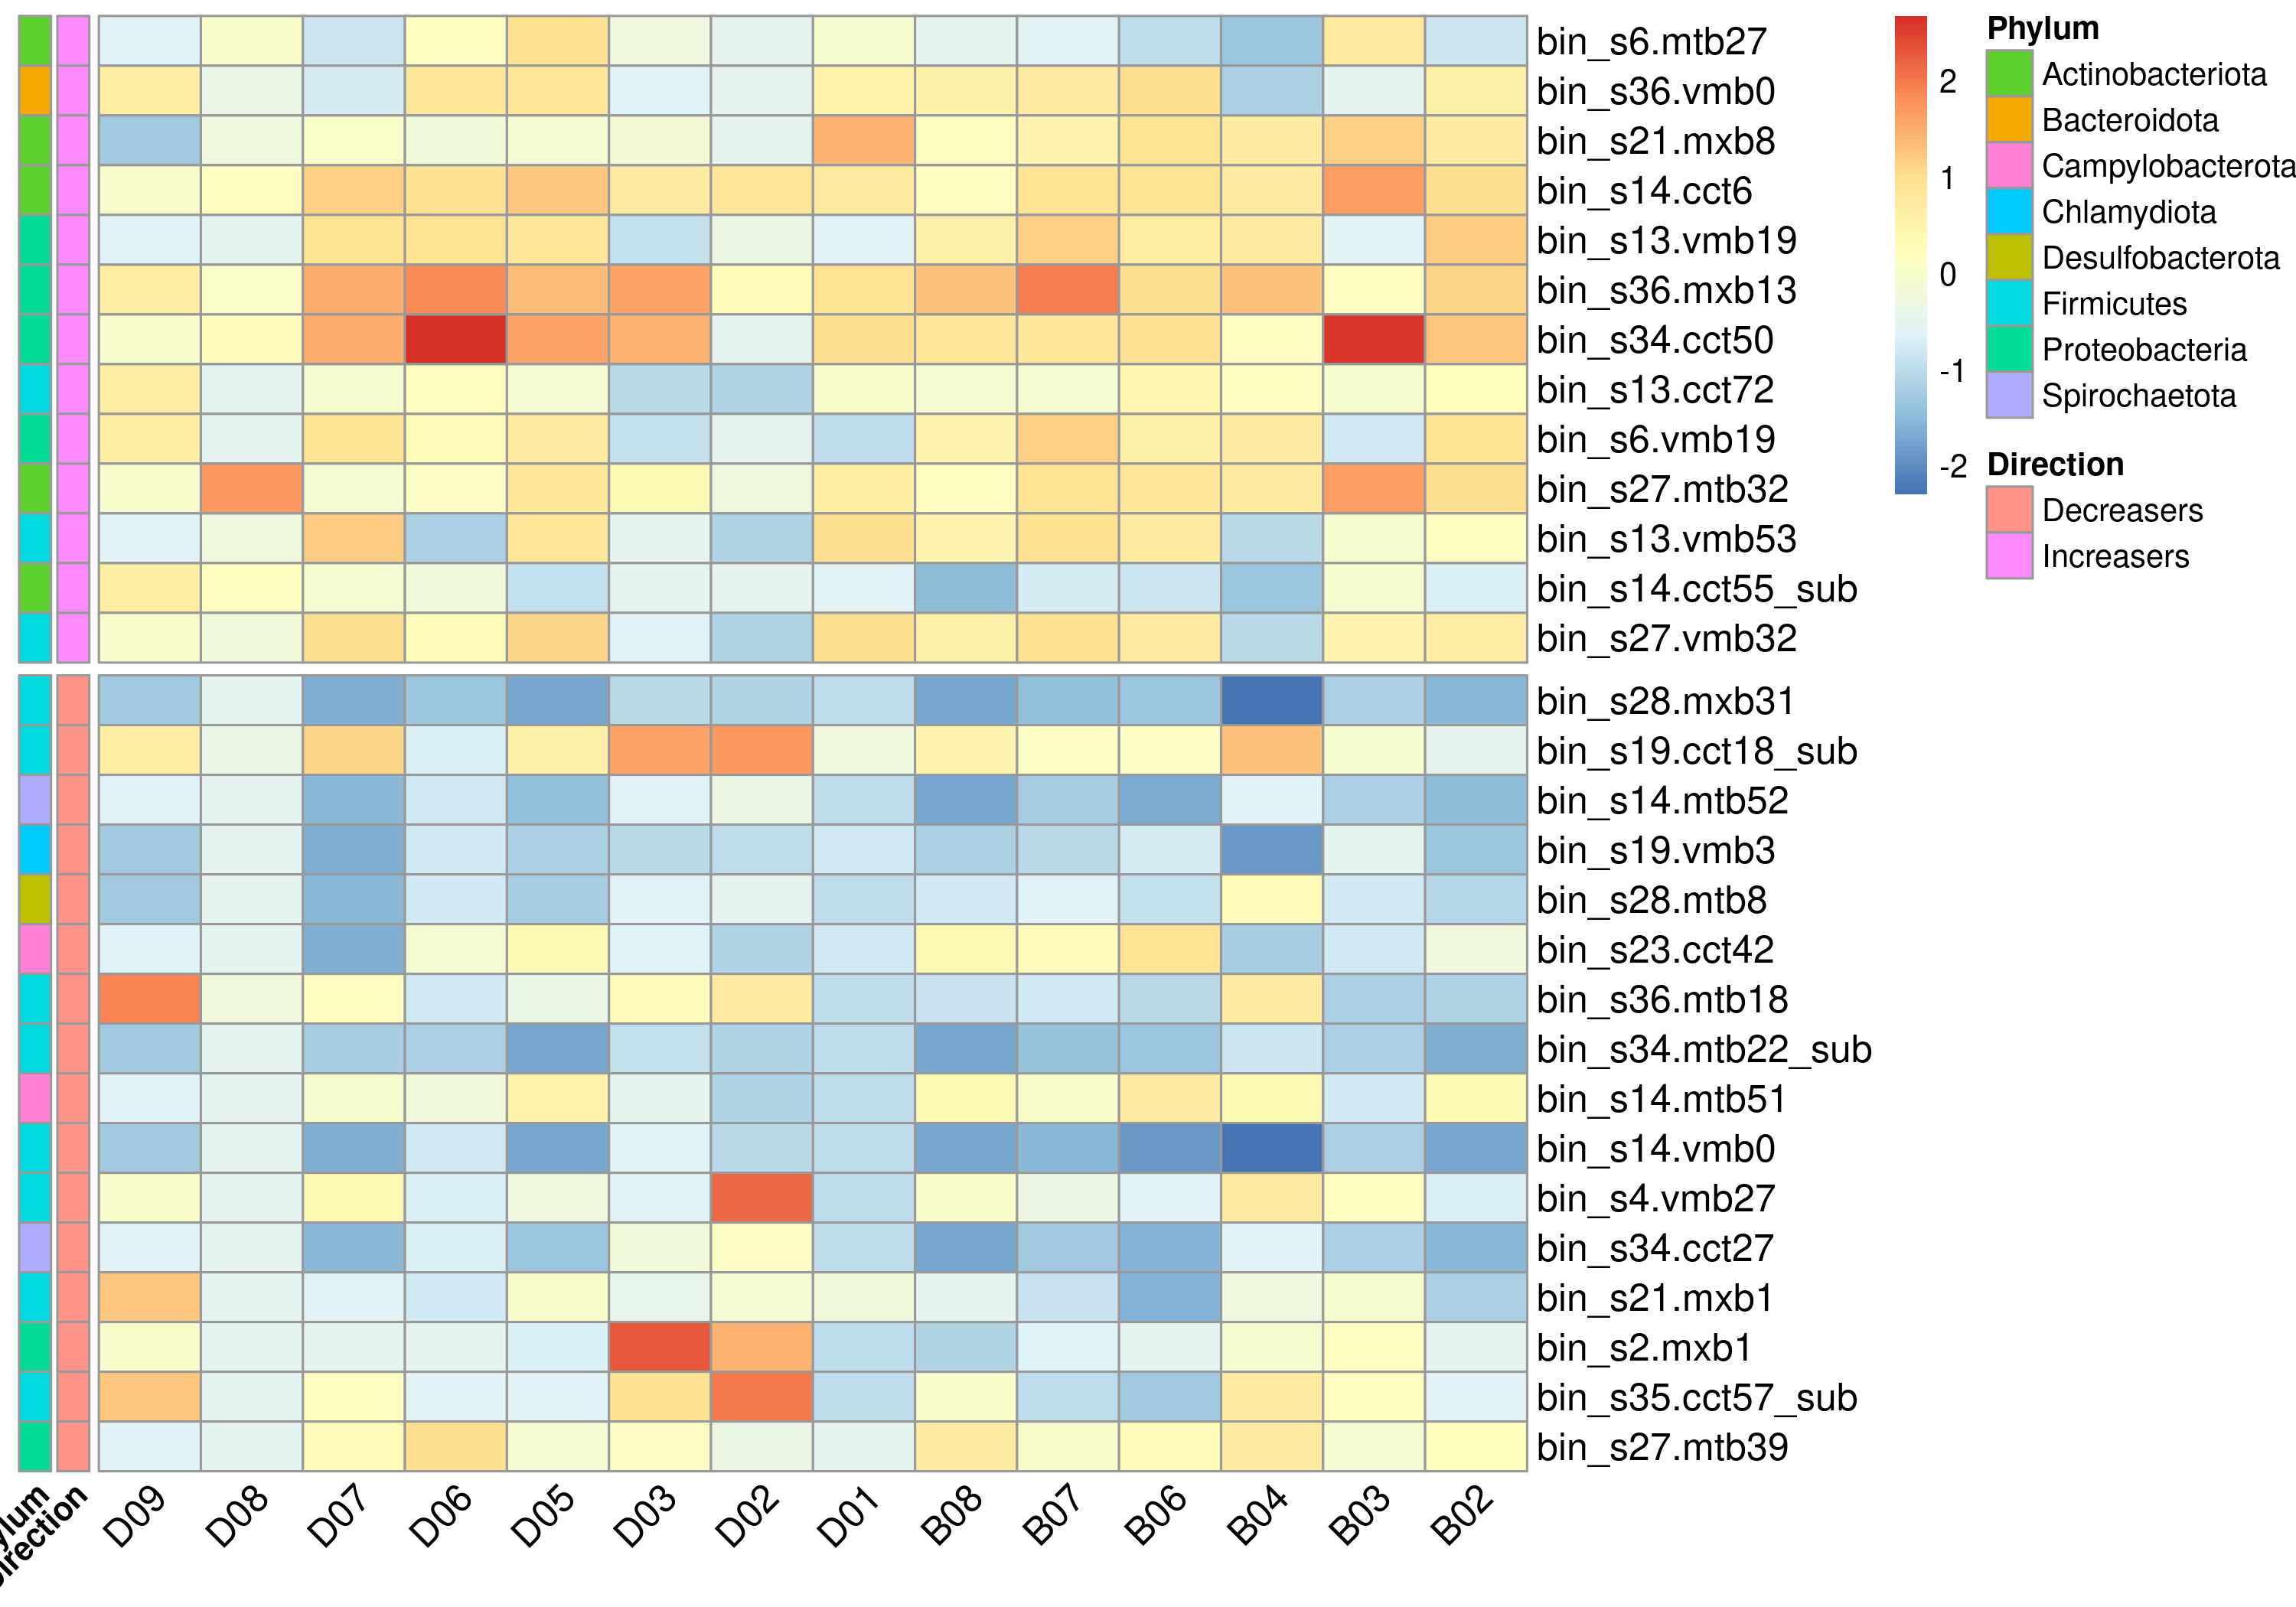 bin_s6.mtb27
bin_s36.vmb0
bin_s21.mxb8
bin_s14.cct6
bin_s13.vmb19
bin_s36.mxb13
bin_s34.cct50
bin_s13.cct72
bin_s6.vmb19
bin_s27.mtb32
bin_s13.vmb53
bin_s14.cct55_sub
bin_s27.vmb32
bin_s28.mxb31
bin_s19.cct18_sub
bin_s14.mtb52
bin_s19.vmb3
bin_s28.mtb8
bin_s23.cct42
bin_s36.mtb18
bin_s34.mtb22_sub
bin_s14.mtb51
bin_s14.vmb0
bin_s4.vmb27
bin_s34.cct27
bin_s21.mxb1
bin_s2.mxb1
bin_s35.cct57_sub
bin_s27.mtb39
ylum
irection
D09
D08
D07
D06
D05
D03
D02
D01
B08
B07
B06
B04
B03
B02
2
1
0
-1
-2
Phylum
Actinobacteriota
Bacteroidota
Campylobacterota
Chlamydiota
Desulfobacterota
Firmicutes
Proteobacteria
Spirochaetota
Direction
Decreasers
Increasers